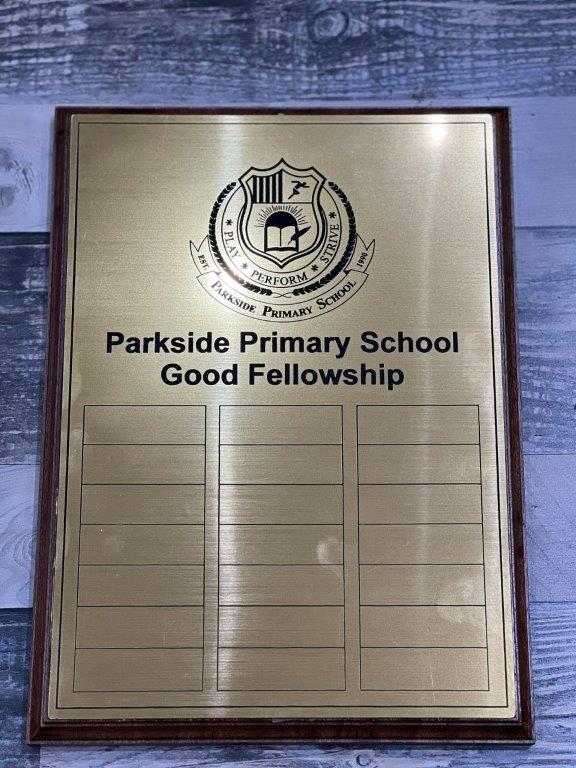 PLAY * PERFORM * STRIVE
EST. 1990
PARKSIDE PRIMARY SCHOOL
Parkside Primary School
Good Fellowship